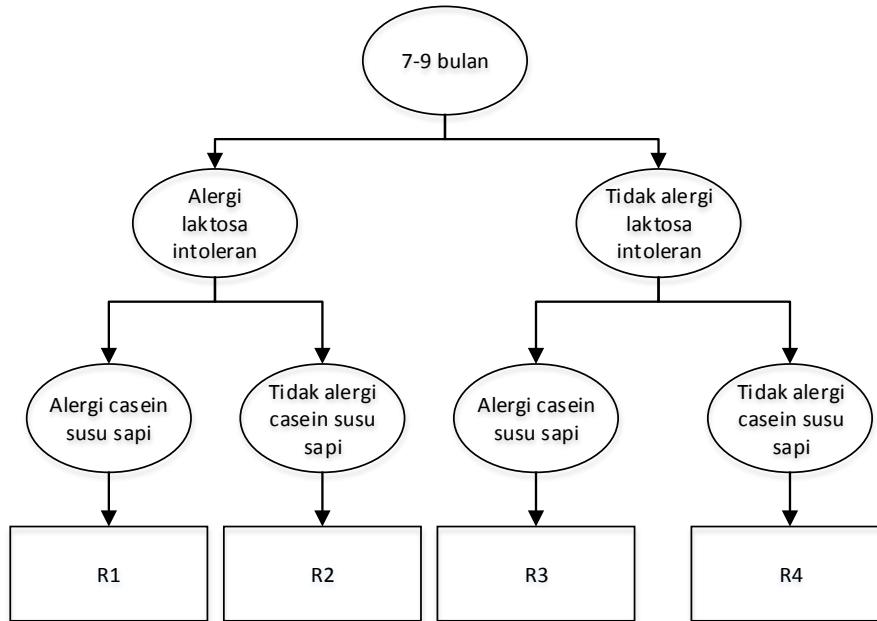 7-9 bulan
Alergi
laktosa
intoleran
Tidak alergi
laktosa
intoleran
Alergi casein
susu sapi
Tidak alergi
casein susu
sapi
Alergi casein
susu sapi
Tidak alergi
casein susu
sapi
R1
R2
R3
R4